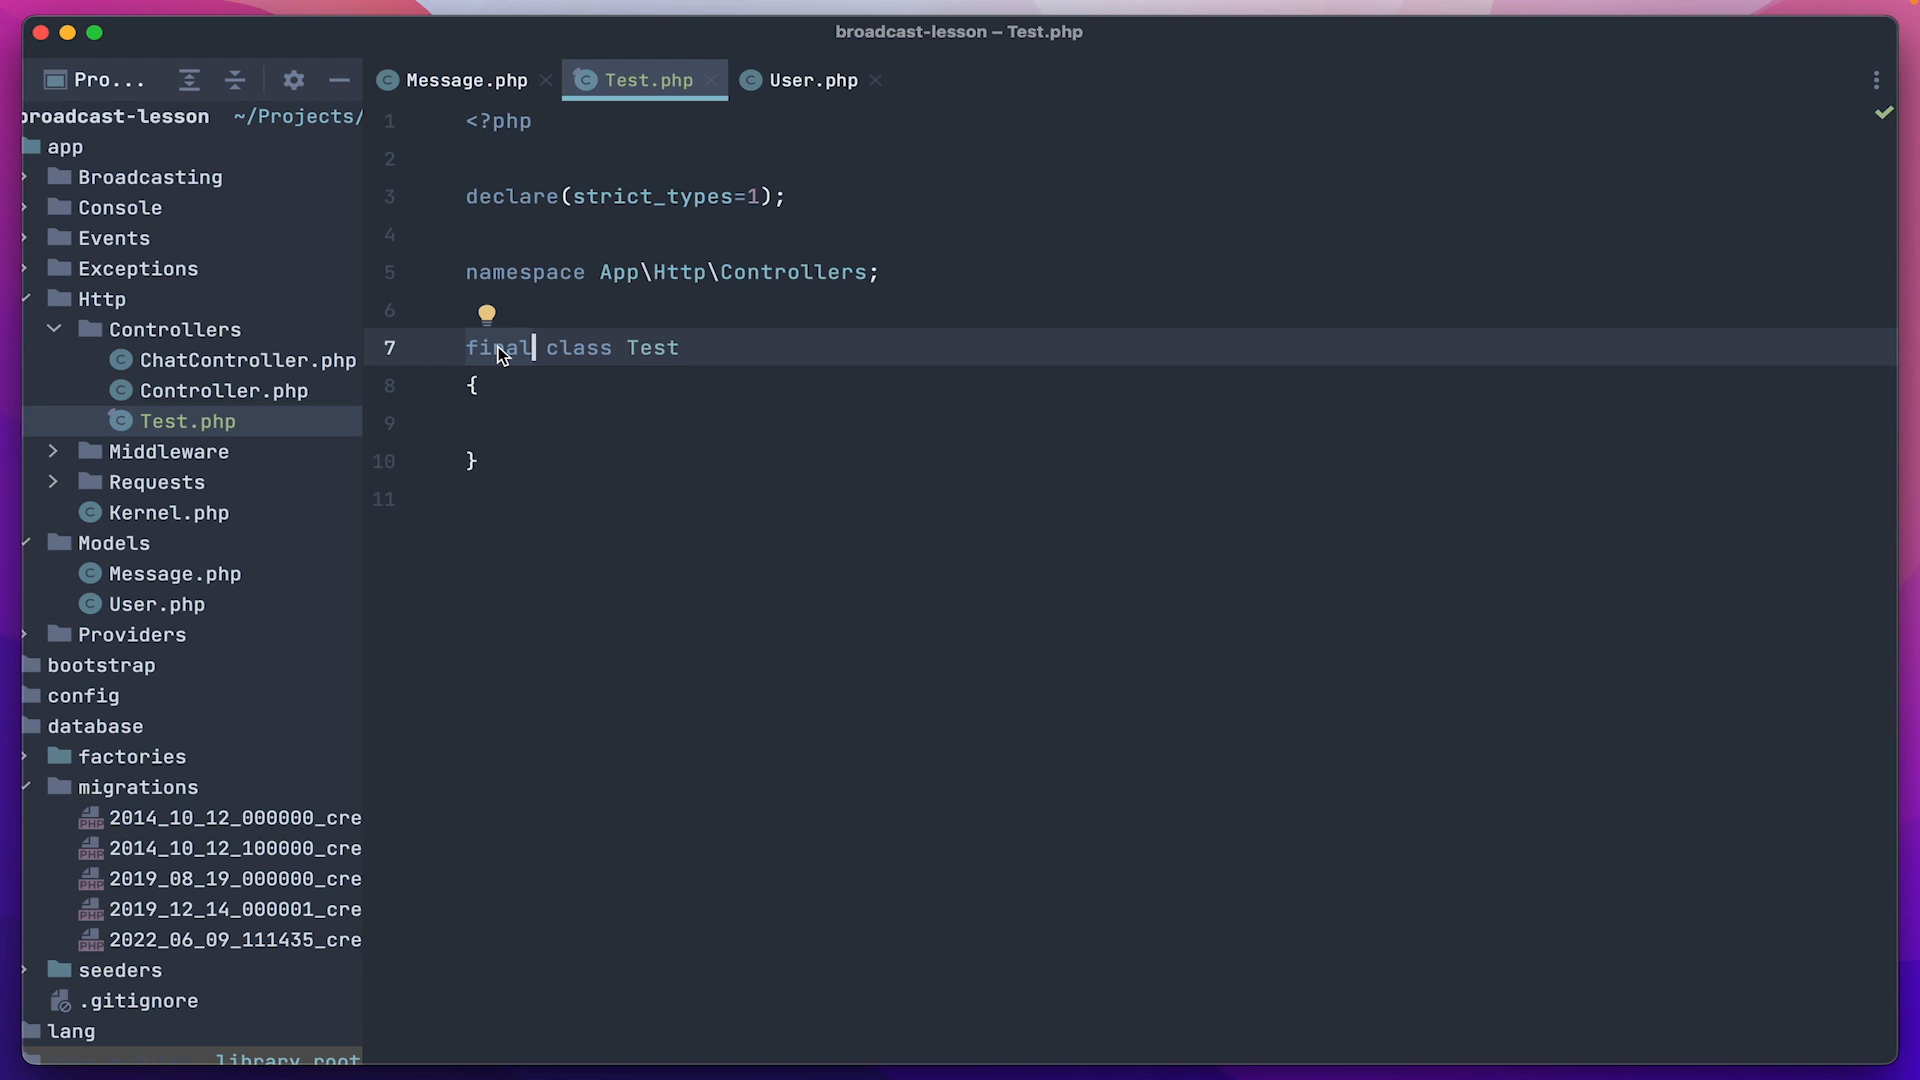 broadcast-lesson – Test.php
Pro...
Message.php
Test.php
User.php
broadcast-lesson ~/Projects/
app
Broadcasting
Console
Events
Exceptions
Http
Controllers
ChatController.php
Controller.php
Test.php
Middleware
Requests
Kernel.php
Models
Message.php
User.php
Providers
bootstrap
config
database
factories
migrations
2014_10_12_000000_cre
2014_10_12_100000_cre
2019_08_19_000000_cre
2019_12_14_000001_cre
2022_06_09_111435_cre
seeders
.gitignore
lang
library root
1 <?php
2
3 declare(strict_types=1);
4
5 namespace App\Http\Controllers;
6
7 final class Test
8 {
9
10 }
11